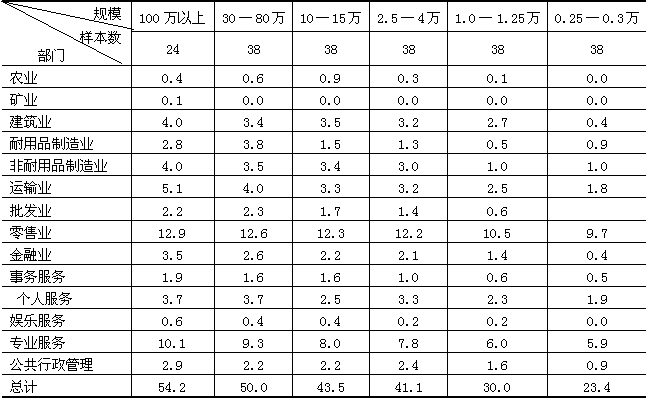 规模 100万以上 30—80万 10—15万 2.5—4万 1.0—1.25万 0.25—0.3万
样本数 24 38 38 38 38 38
部门
农业 0.4 0.6 0.9 0.3 0.1 0.0
矿业 0.1 0.0 0.0 0.0 0.0 0.0
建筑业 4.0 3.4 3.5 3.2 2.7 0.4
耐用品制造业 2.8 3.8 1.5 1.3 0.5 0.9
非耐用品制造业 4.0 3.5 3.4 3.0 1.0 1.0
运输业 5.1 4.0 3.3 3.2 2.5 1.8
批发业 2.2 2.3 1.7 1.4 0.6
零售业 12.9 12.6 12.3 12.2 10.5 9.7
金融业 3.5 2.6 2.2 2.1 1.4 0.4
事务服务 1.9 1.6 1.6 1.0 0.6 0.5
个人服务 3.7 3.7 2.5 3.3 2.3 1.9
娱乐服务 0.6 0.4 0.4 0.2 0.2 0.0
专业服务 10.1 9.3 8.0 7.8 6.0 5.9
公共行政管理 2.9 2.2 2.2 2.4 1.6 0.9
总计 54.2 50.0 43.5 41.1 30.0 23.4